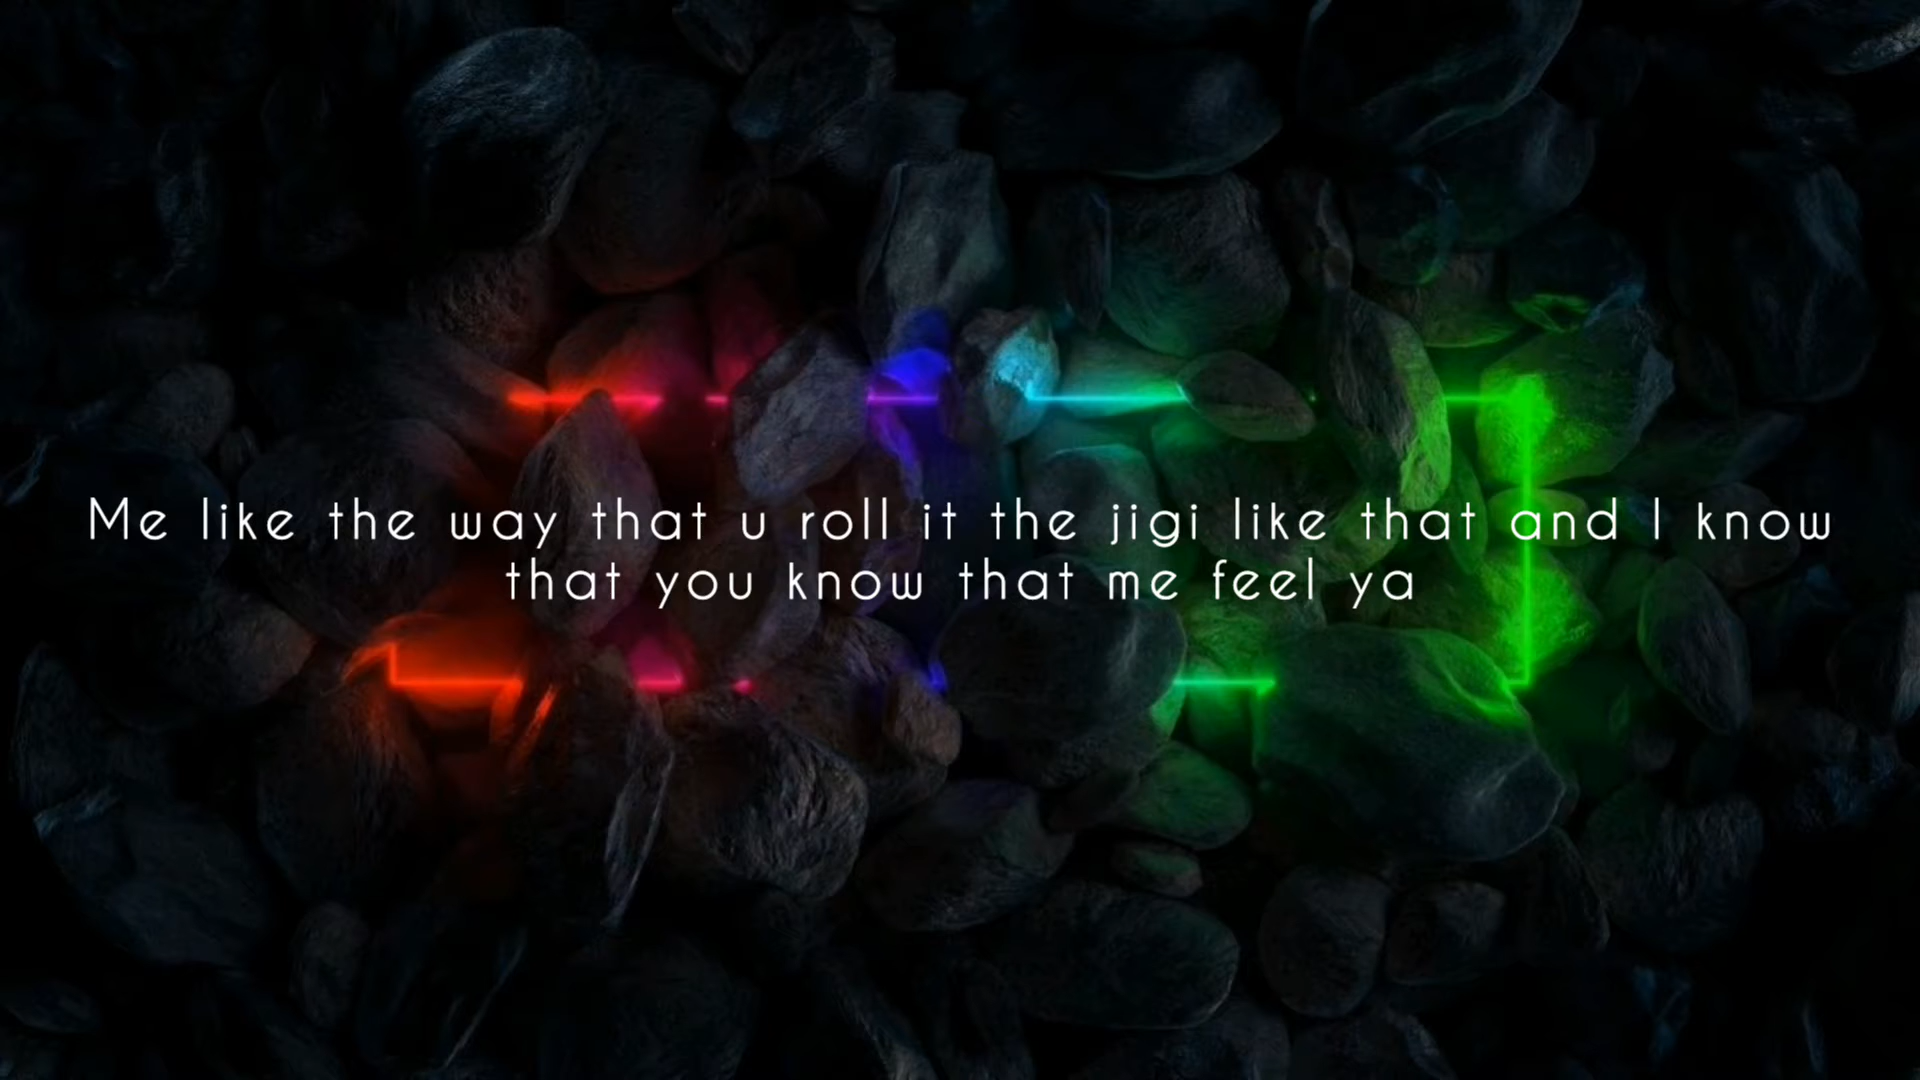 Me like the way that u roll it the jigi like that and I know
that you know that me feel ya